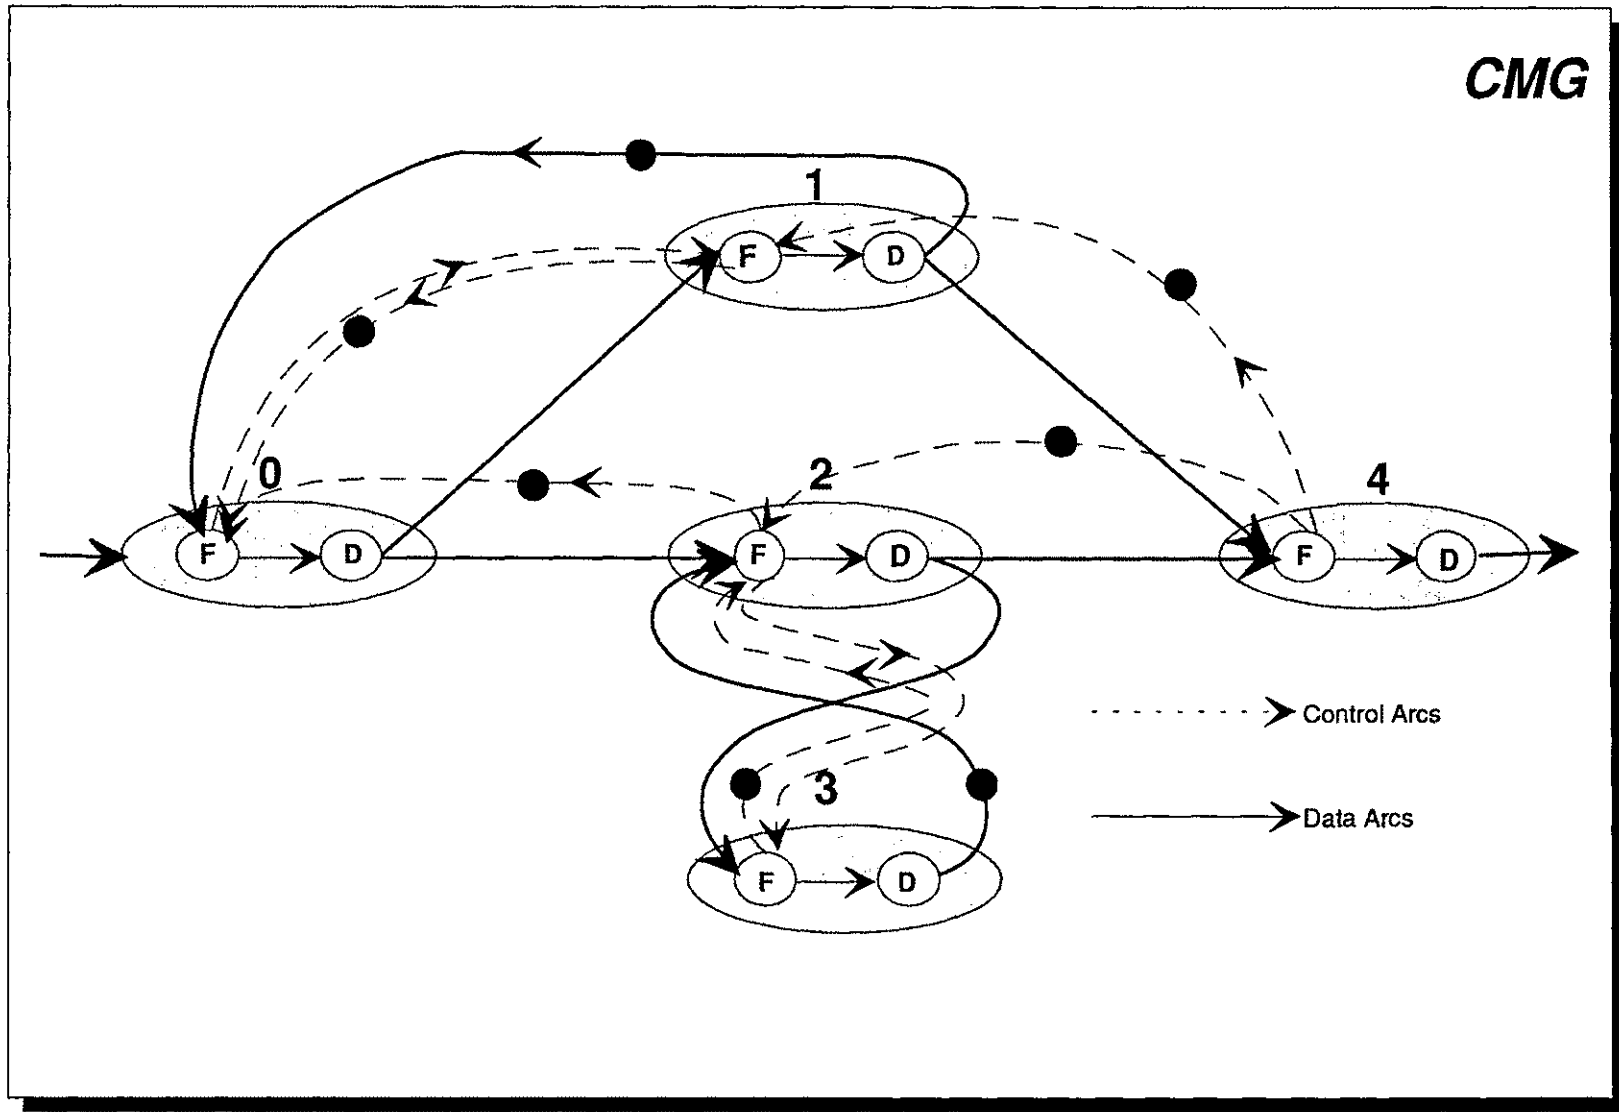 CMG
1
F D
0
2
4
F D
F D
F D
Control Arcs
3
Data Arcs
F D